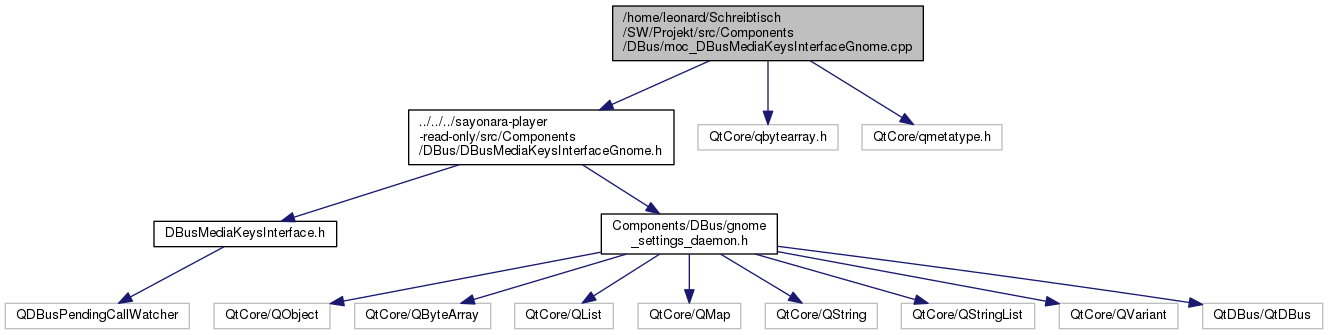 /home/leonard/Schreibtisch
/SW/Projekt/src/Components
/DBus/moc_DBusMediaKeysInterfaceGnome.cpp
../../../sayonara-player
-read-only/src/Components
/DBus/DBusMediaKeysInterfaceGnome.h
QtCore/qbytearray.h
QtCore/qmetatype.h
DBusMediaKeysInterface.h
Components/DBus/gnome
_settings_daemon.h
QDBusPendingCallWatcher
QtCore/QObject
QtCore/QByteArray
QtCore/QList
QtCore/QMap
QtCore/QString
QtCore/QStringList
QtCore/QVariant
QtDBus/QtDBus